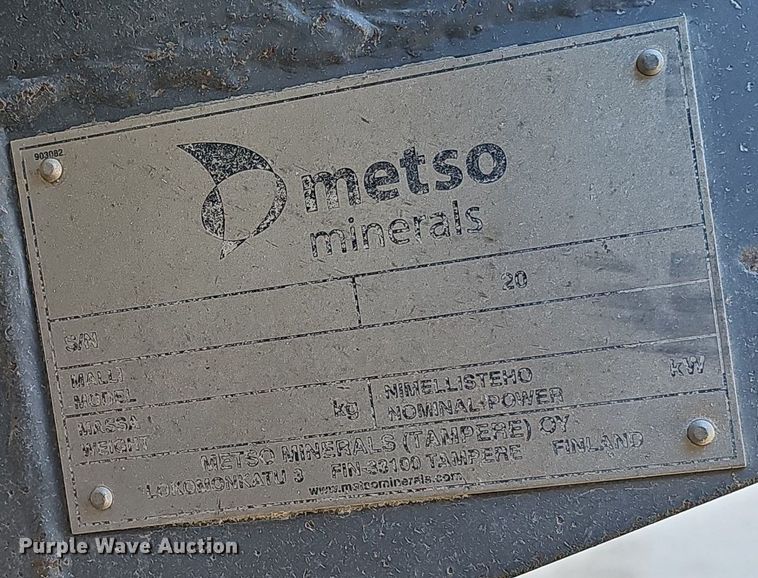 903082
metso
minerals
20
S/N
MALLI
MODEL kW
MASSA kg NIMELLISTEHO
WEIGHT NOMINAL POWER
METSO MINERALS (TAMPERE) OY
LOKOMONKATU 3 FIN-33100 TAMPERE FINLAND
www.metsominerals.com
Purple Wave Auction